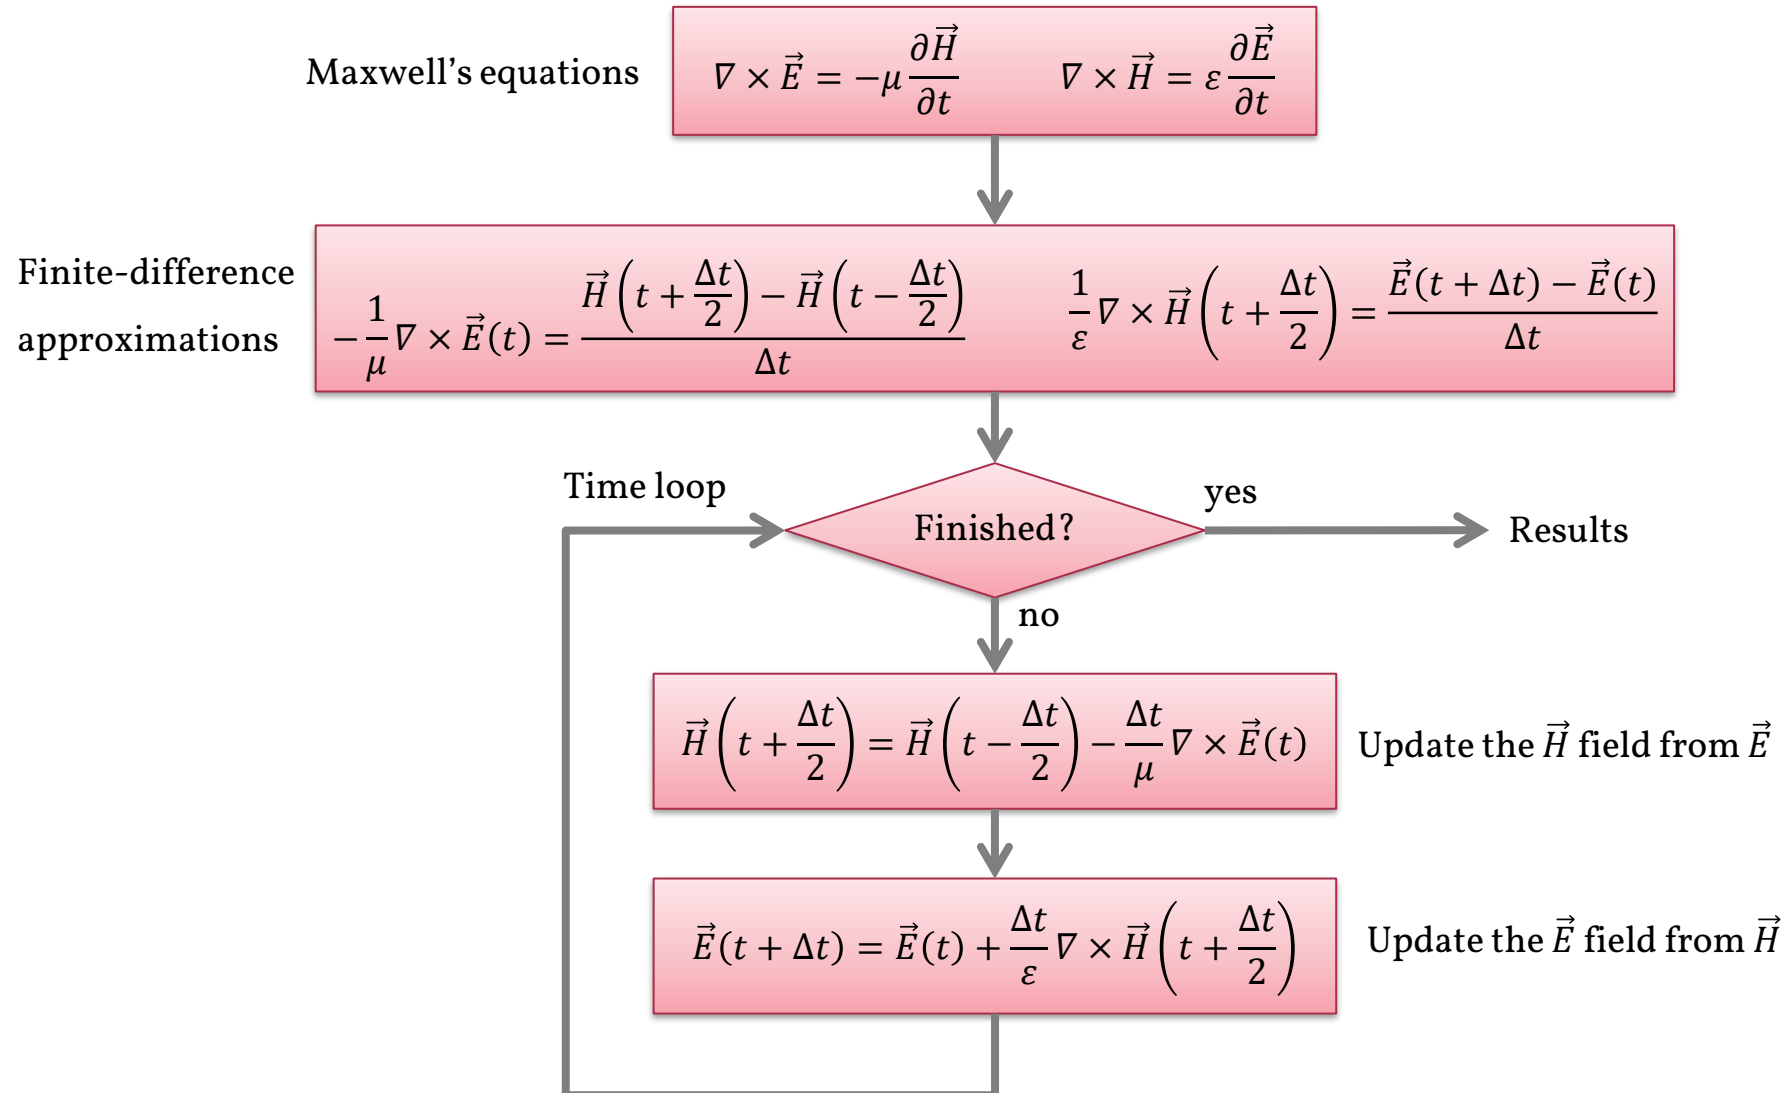 Maxwell's equations
∇ × E⃗ = −μ ∂H⃗/∂t    ∇ × H⃗ = ε ∂E⃗/∂t
Finite-difference
approximations
−1/μ ∇ × E⃗(t) = (H⃗(t + Δt/2) − H⃗(t − Δt/2))/Δt    1/ε ∇ × H⃗(t + Δt/2) = (E⃗(t + Δt) − E⃗(t))/Δt
Time loop
Finished?
yes
Results
no
H⃗(t + Δt/2) = H⃗(t − Δt/2) − Δt/μ ∇ × E⃗(t)
Update the H⃗ field from E⃗
E⃗(t + Δt) = E⃗(t) + Δt/ε ∇ × H⃗(t + Δt/2)
Update the E⃗ field from H⃗